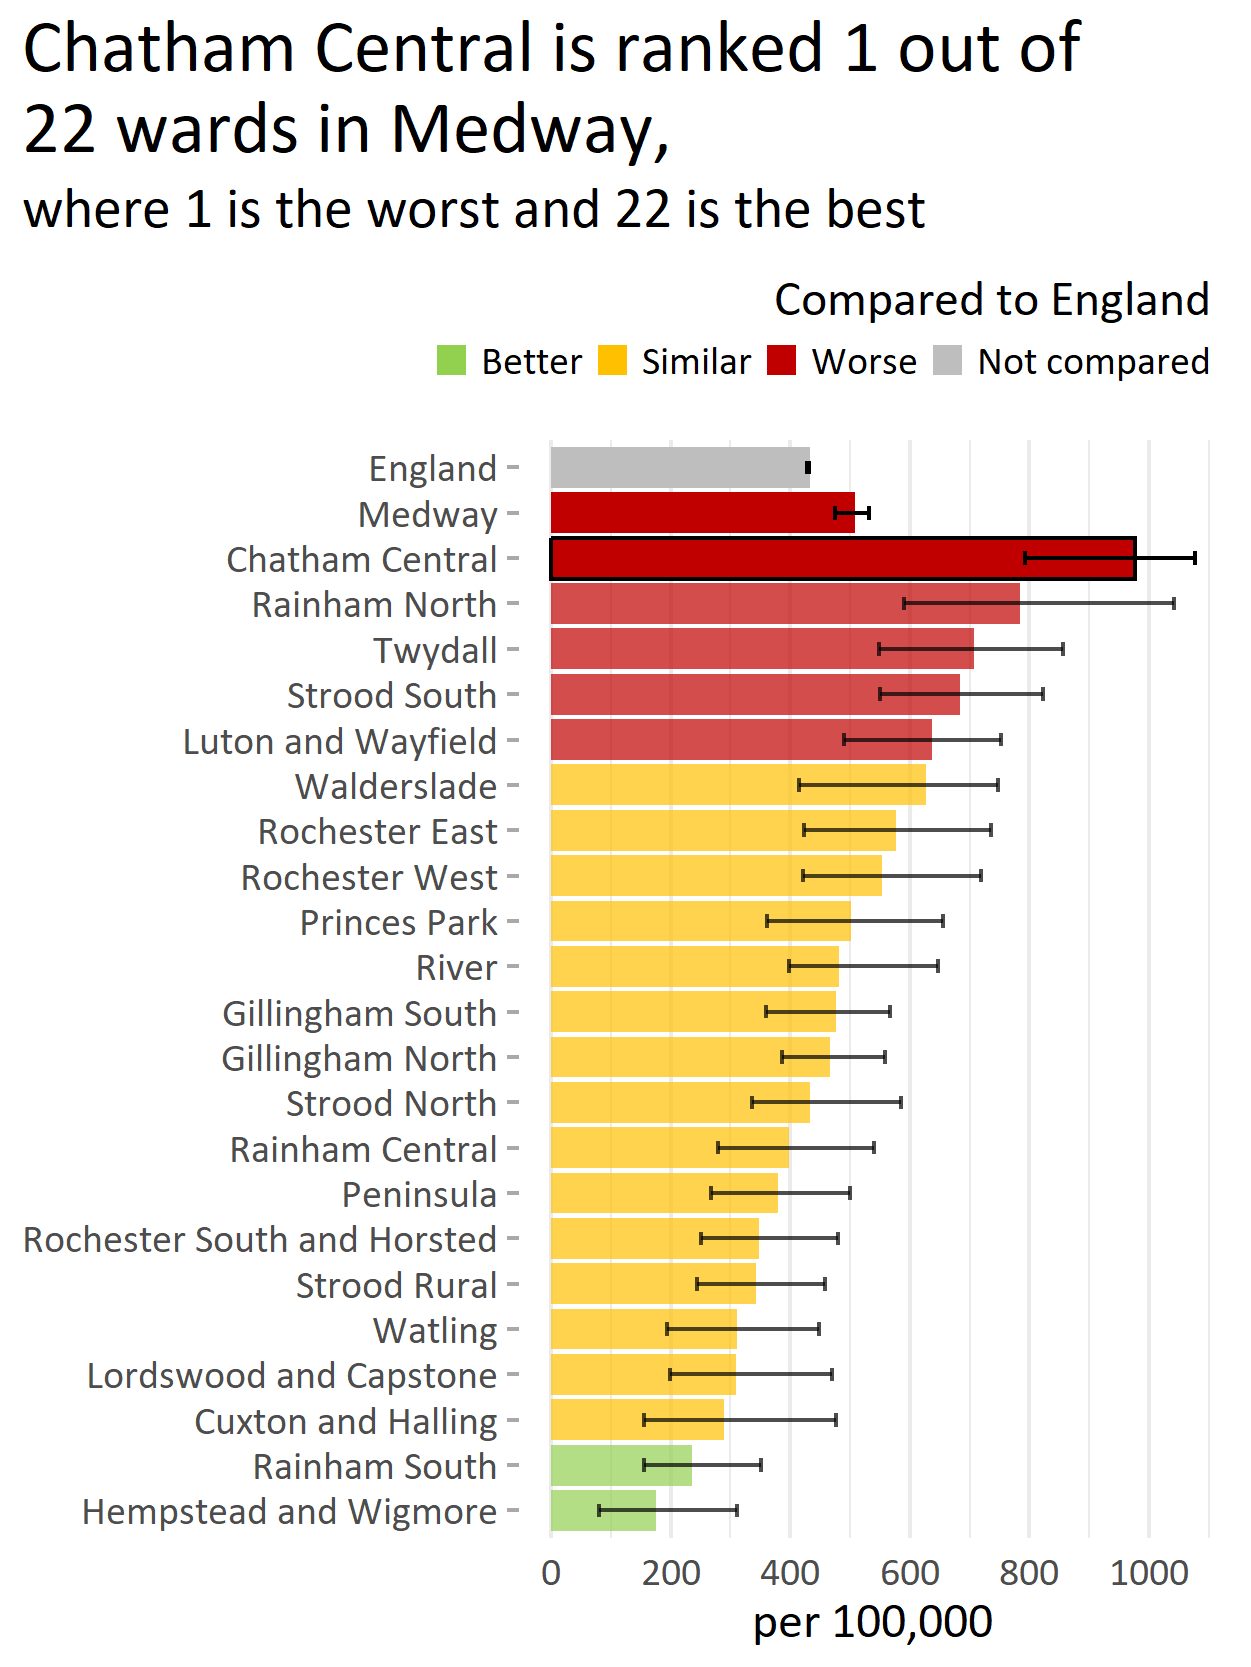 Chatham Central is ranked 1 out of
22 wards in Medway,
where 1 is the worst and 22 is the best
Compared to England
Better Similar Worse Not compared
England
Medway
Chatham Central
Rainham North
Twydall
Strood South
Luton and Wayfield
Walderslade
Rochester East
Rochester West
Princes Park
River
Gillingham South
Gillingham North
Strood North
Rainham Central
Peninsula
Rochester South and Horsted
Strood Rural
Watling
Lordswood and Capstone
Cuxton and Halling
Rainham South
Hempstead and Wigmore
0 200 400 600 800 1000
per 100,000